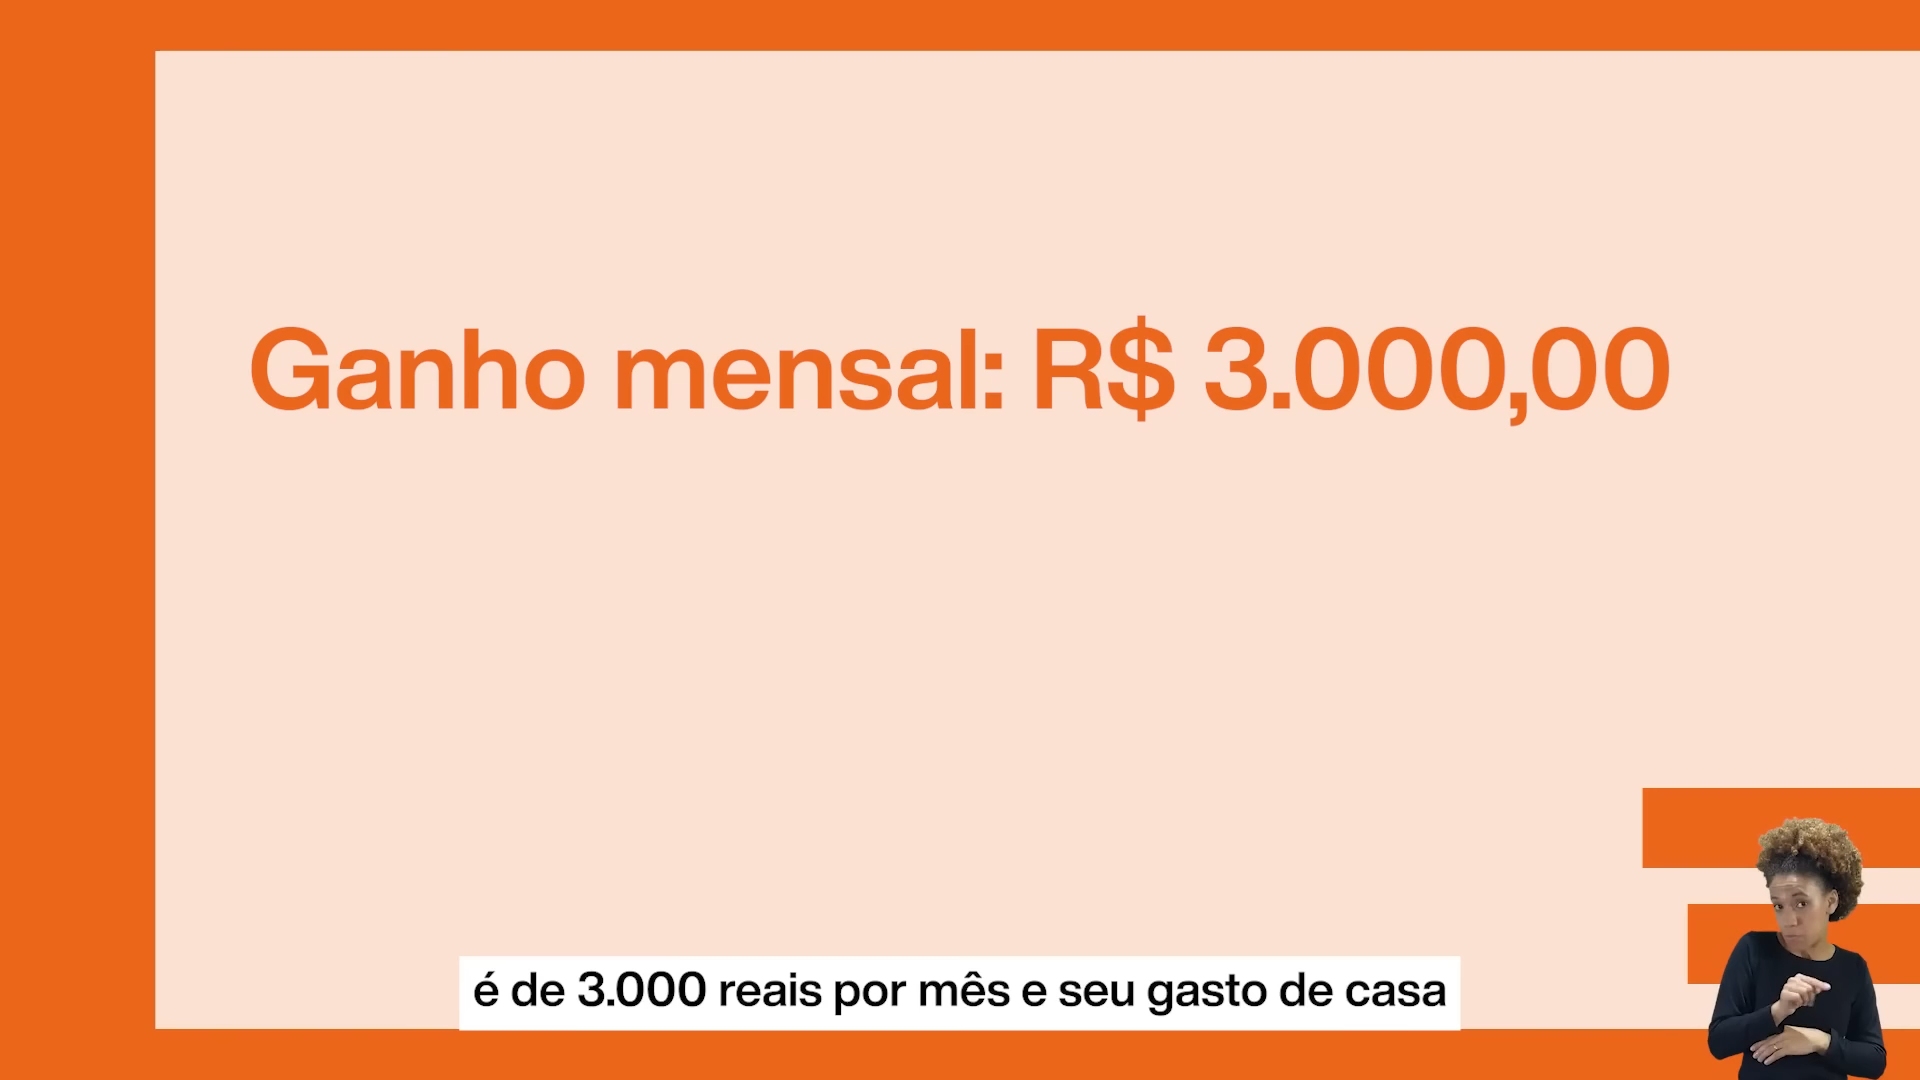 Ganho mensal: R$ 3.000,00
é de 3.000 reais por mês e seu gasto de casa